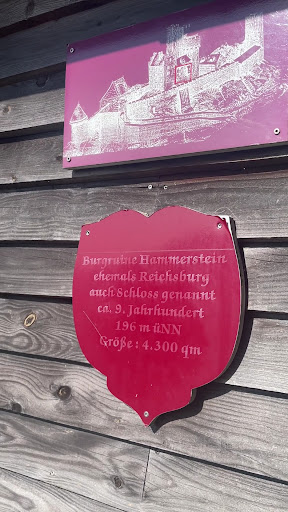 Burgruine Hammerstein
ehemals Reichsburg
auch Schloss genannt
ca. 9. Jahrhundert
196 m üNN
Größe : 4.300 qm